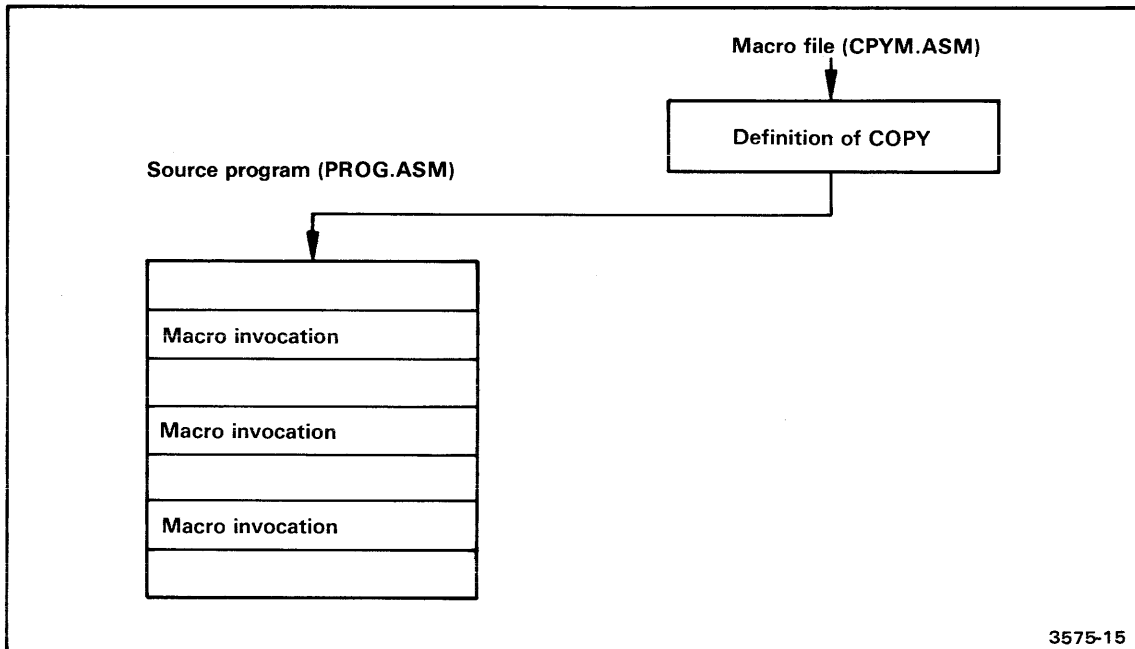 Macro file (CPYM.ASM)
Definition of COPY
Source program (PROG.ASM)
Macro invocation
Macro invocation
Macro invocation
3575-15